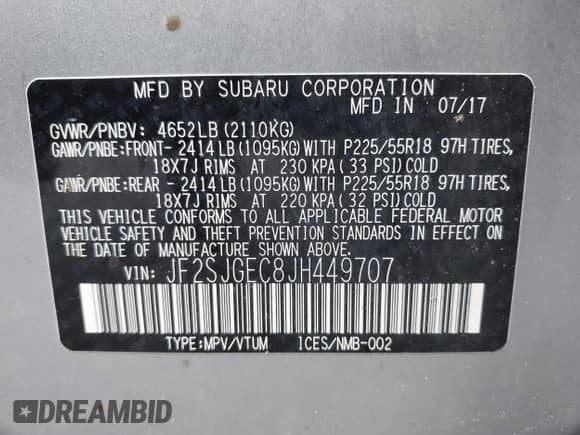 MFD BY SUBARU CORPORATION
MFD IN 07/17
GVWR/PNBV: 4652LB(2110KG)
GAWR/PNBE:FRONT- 2414LB(1095KG)WITH P225/55R18 97H TIRES,
18X7J RIMS AT 230 KPA( 33 PSI)COLD
GAWR/PNBE:REAR - 2414LB(1095KG)WITH P225/55R18 97H TIRES,
18X7J RIMS AT 220 KPA( 32 PSI)COLD
THIS VEHICLE CONFORMS TO ALL APPLICABLE FEDERAL MOTOR
VEHICLE SAFETY AND THEFT PREVENTION STANDARDS IN EFFECT ON
THE DATE OF MANUFACTURE SHOWN ABOVE.
VIN: JF2SJGEC8JH449707
TYPE:MPV/VTUM ICES/NMB-002
DREAMBID